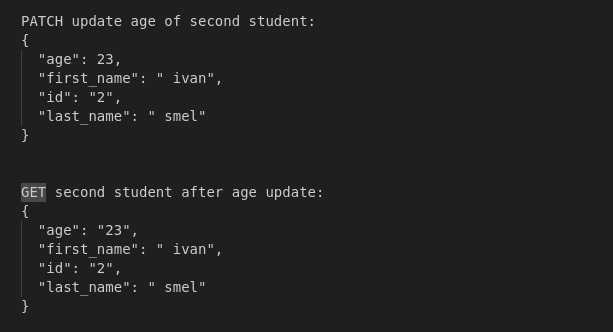 PATCH update age of second student:
{
  "age": 23,
  "first_name": " ivan",
  "id": "2",
  "last_name": " smel"
}
GET second student after age update:
{
  "age": "23",
  "first_name": " ivan",
  "id": "2",
  "last_name": " smel"
}